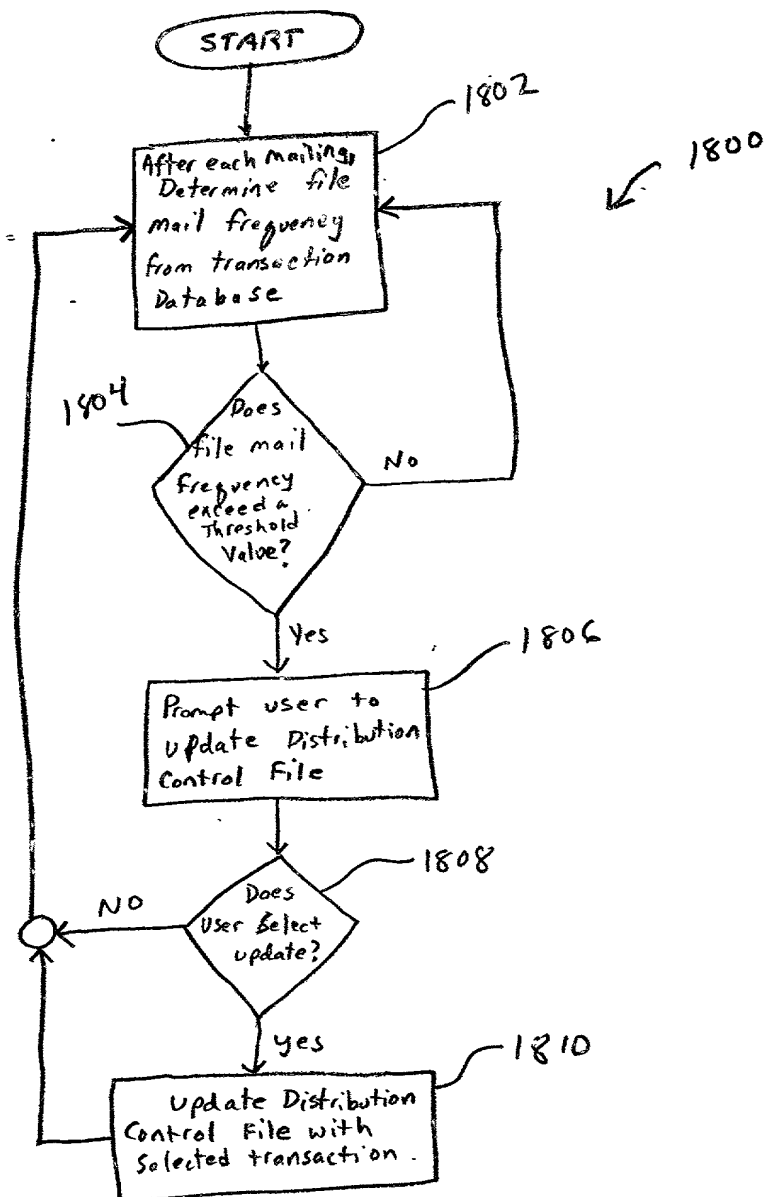 START
1802
1800
After each mailing,
Determine file
mail frequency
from transaction
Database
1804
Does
file mail
frequency
exceed a
Threshold
Value?
No
Yes
1806
Prompt user to
update Distribution
Control File
1808
Does
User Select
update?
NO
yes
1810
update Distribution
Control File with
Selected transaction.